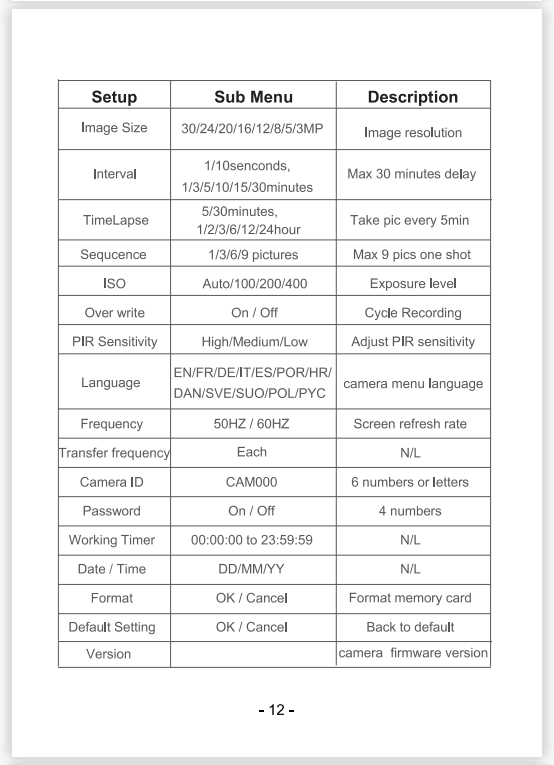 Setup Sub Menu Description
Image Size 30/24/20/16/12/8/5/3MP Image resolution
Interval 1/10senconds, Max 30 minutes delay
1/3/5/10/15/30minutes
TimeLapse 5/30minutes, Take pic every 5min
1/2/3/6/12/24hour
Sequcence 1/3/6/9 pictures Max 9 pics one shot
ISO Auto/100/200/400 Exposure level
Over write On / Off Cycle Recording
PIR Sensitivity High/Medium/Low Adjust PIR sensitivity
Language EN/FR/DE/IT/ES/POR/HR/ camera menu language
DAN/SVE/SUO/POL/PYC
Frequency 50HZ / 60HZ Screen refresh rate
Transfer frequency Each N/L
Camera ID CAM000 6 numbers or letters
Password On / Off 4 numbers
Working Timer 00:00:00 to 23:59:59 N/L
Date / Time DD/MM/YY N/L
Format OK / Cancel Format memory card
Default Setting OK / Cancel Back to default
Version camera firmware version
- 12 -